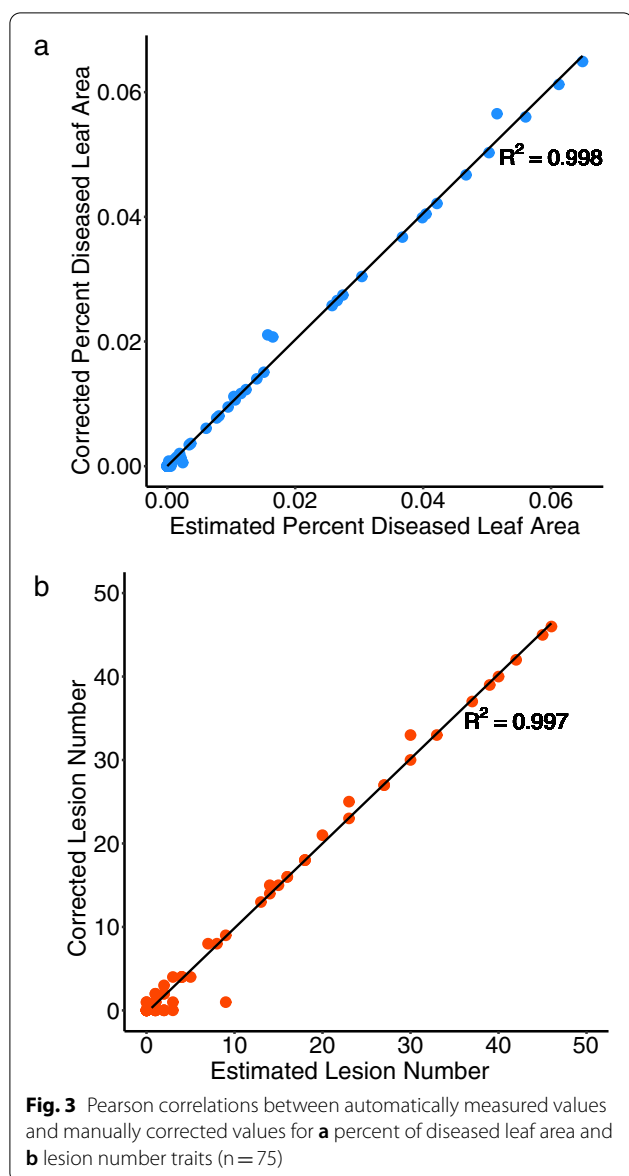 a
Corrected Percent Diseased Leaf Area
0.06
0.04
0.02
0.00
R² = 0.998
0.00 0.02 0.04 0.06
Estimated Percent Diseased Leaf Area
b
Corrected Lesion Number
50
40
30
20
10
0
R² = 0.997
0 10 20 30 40 50
Estimated Lesion Number
Fig. 3 Pearson correlations between automatically measured values
and manually corrected values for a percent of diseased leaf area and
b lesion number traits (n = 75)